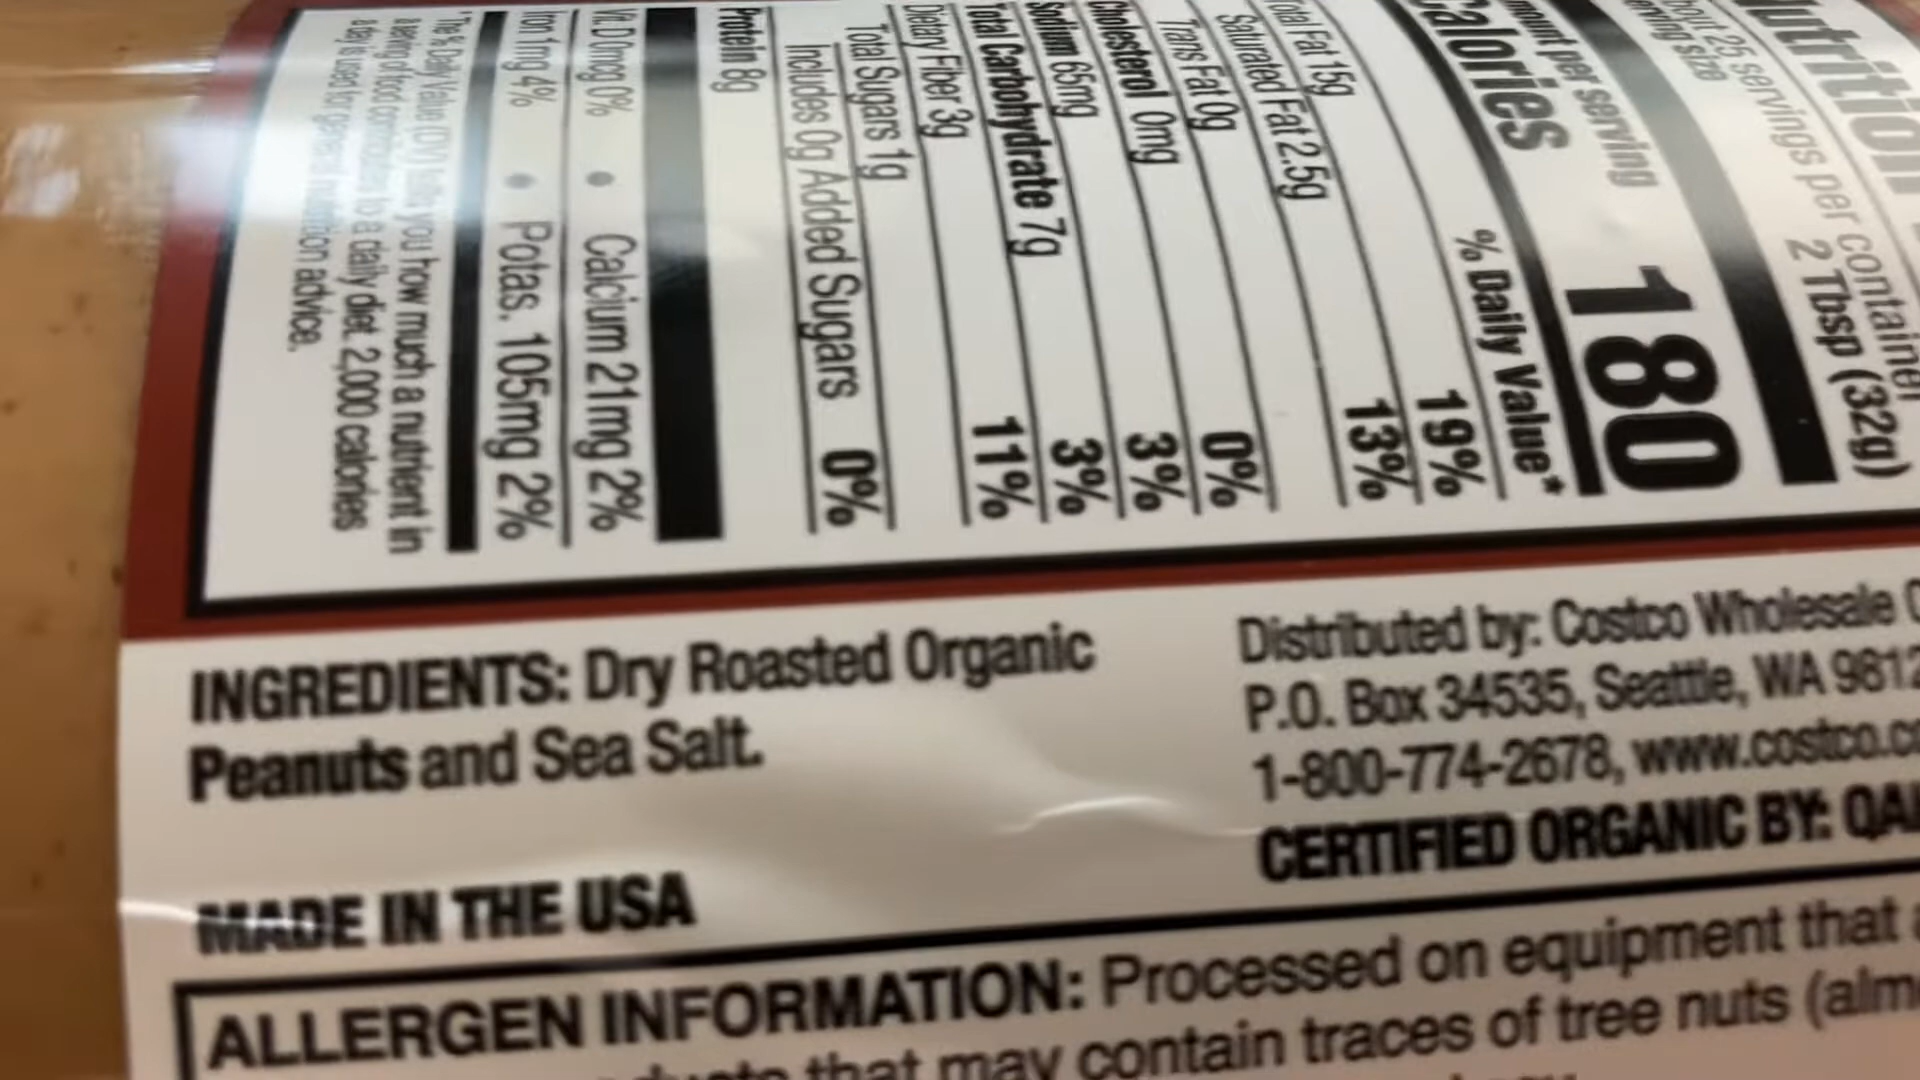 Nutrition
about 25 servings per container
serving size 2 Tbsp (32g)
amount per serving
Calories 180
% Daily Value*
Total Fat 15g 19%
Saturated Fat 2.5g 13%
Trans Fat 0g
Cholesterol 0mg 0%
Sodium 65mg 3%
Total Carbohydrate 7g 3%
Dietary Fiber 3g 11%
Total Sugars 1g
Includes 0g Added Sugars 0%
Protein 8g
Vit. D 0mcg 0% • Calcium 21mg 2%
Iron 1mg 4% • Potas. 105mg 2%
*The % Daily Value (DV) tells you how much a nutrient in
a serving of food contributes to a daily diet. 2,000 calories
a day is used for general nutrition advice.
INGREDIENTS: Dry Roasted Organic
Peanuts and Sea Salt.
MADE IN THE USA
Distributed by: Costco Wholesale
P.O. Box 34535, Seattle, WA 9812
1-800-774-2678, www.costco.co
CERTIFIED ORGANIC BY: QAI
ALLERGEN INFORMATION: Processed on equipment that
that may contain traces of tree nuts (alm